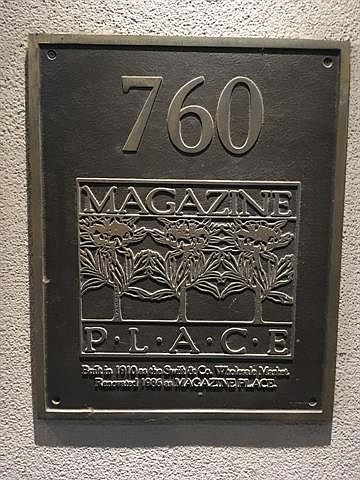 760
MAGAZINE
P·L·A·C·E
Built in 1910 as the Swift & Co. Wholesale Market.
Renovated 1986 as MAGAZINE PLACE.